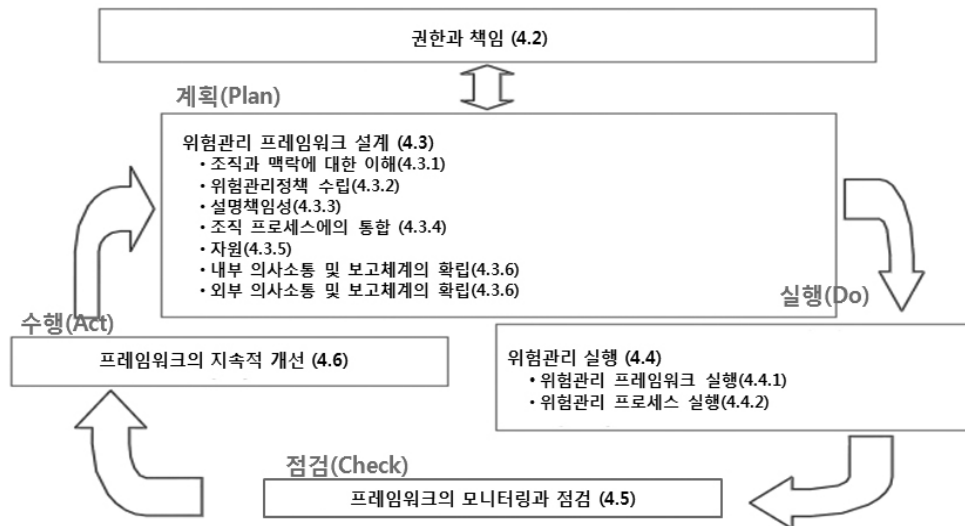 권한과 책임 (4.2)
계획(Plan)
위험관리 프레임워크 설계 (4.3)
• 조직과 맥락에 대한 이해(4.3.1)
• 위험관리정책 수립(4.3.2)
• 설명책임성(4.3.3)
• 조직 프로세스에의 통합 (4.3.4)
• 자원(4.3.5)
• 내부 의사소통 및 보고체계의 확립(4.3.6)
• 외부 의사소통 및 보고체계의 확립(4.3.6)
실행(Do)
위험관리 실행 (4.4)
• 위험관리 프레임워크 실행(4.4.1)
• 위험관리 프로세스 실행(4.4.2)
수행(Act)
프레임워크의 지속적 개선 (4.6)
점검(Check)
프레임워크의 모니터링과 점검 (4.5)